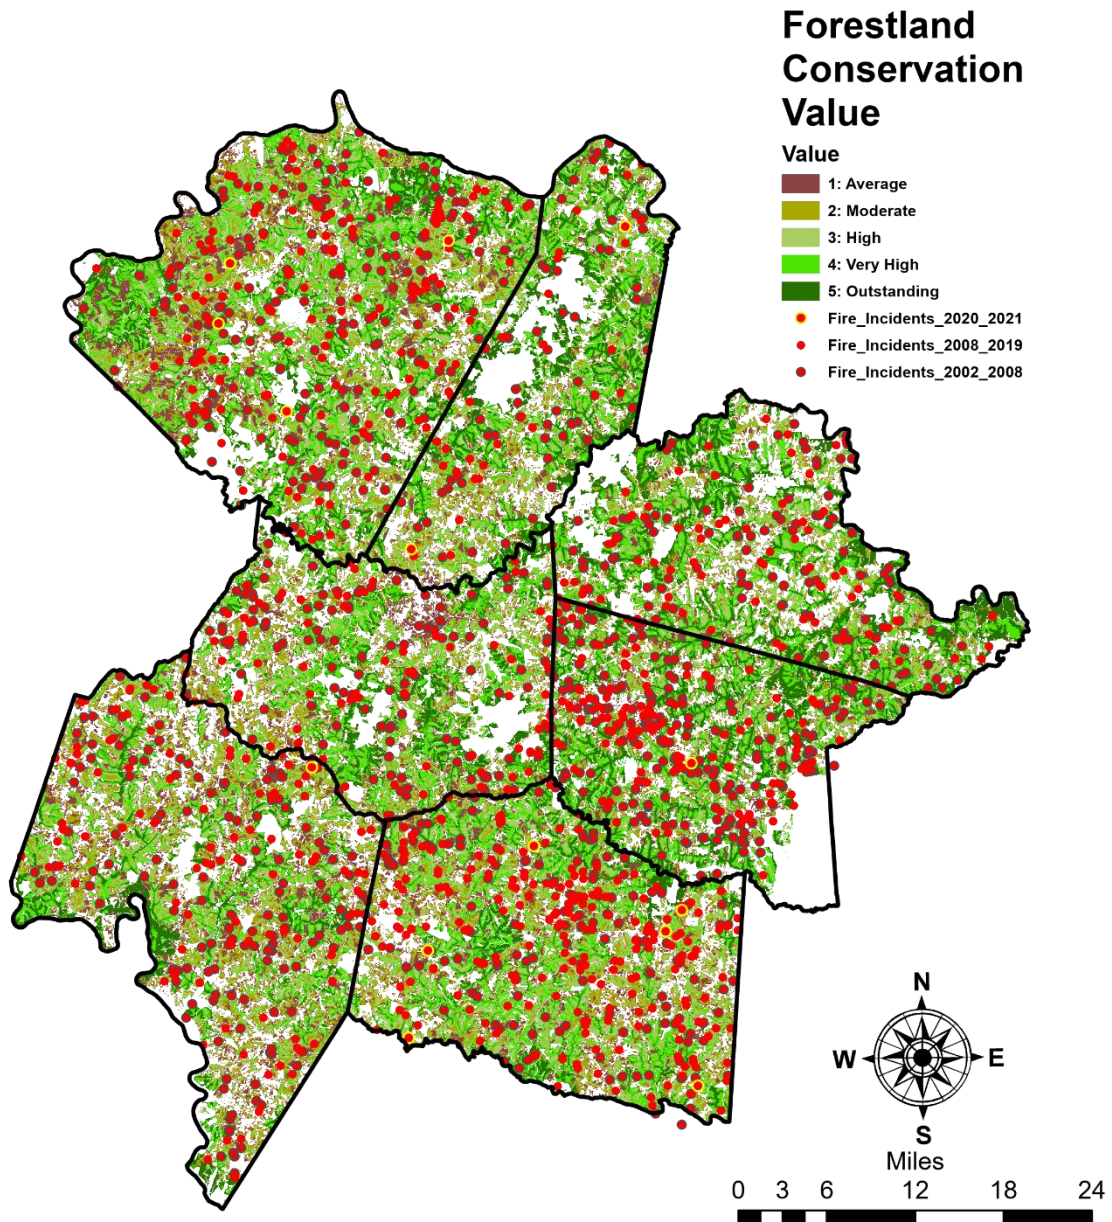 Forestland
Conservation
Value
Value
1: Average
2: Moderate
3: High
4: Very High
5: Outstanding
Fire_Incidents_2020_2021
Fire_Incidents_2008_2019
Fire_Incidents_2002_2008
N
W E
S
Miles
0 3 6 12 18 24